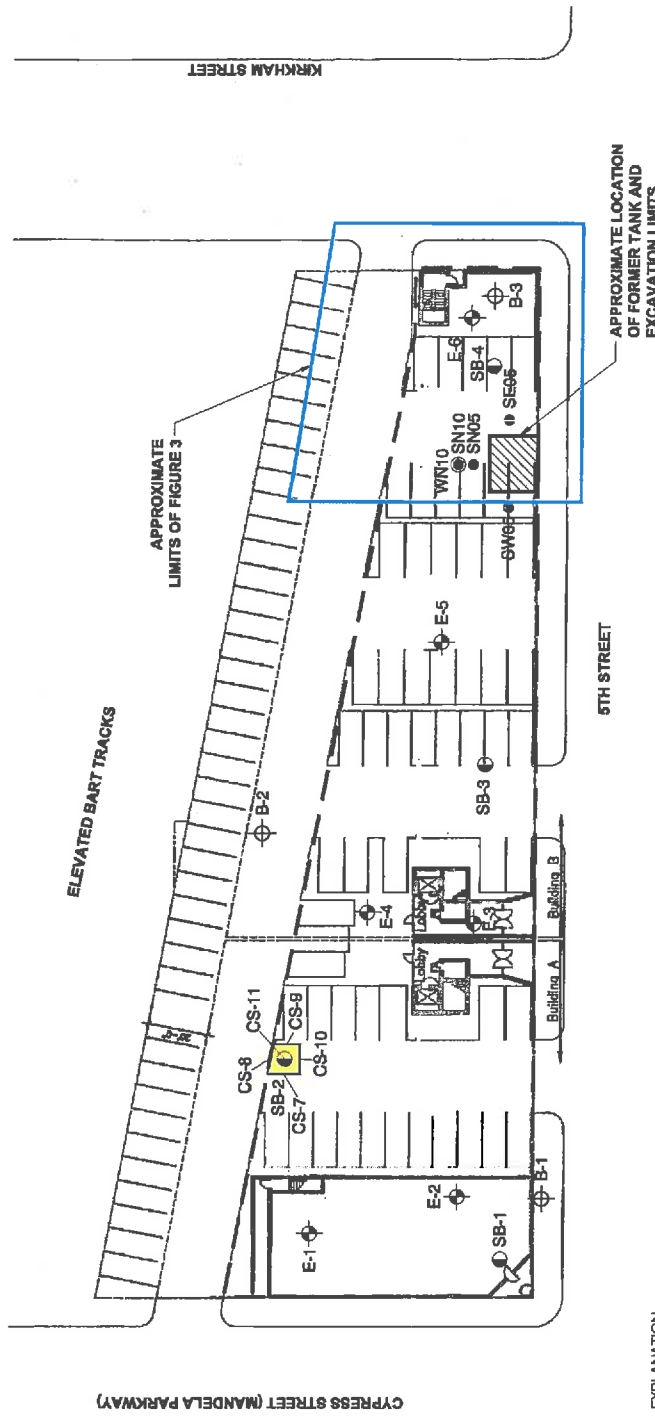 KIRKHAM STREET
APPROXIMATE
LIMITS OF FIGURE 3
ELEVATED BART TRACKS
B-3
E-6
SB-4
SE05
WN10
SN10
SN05
SW05
APPROXIMATE LOCATION
OF FORMER TANK AND
EXCAVATION LIMITS
E-5
5TH STREET
SB-3
B-2
E-4
Lobby
E-3
Building B
Lobby
Building A
CS-11
CS-9
CS-8
CS-10
SB-2
CS-7
E-2
B-1
E-1
SB-1
CYPRESS STREET (MANDELA PARKWAY)
EXPLANATION